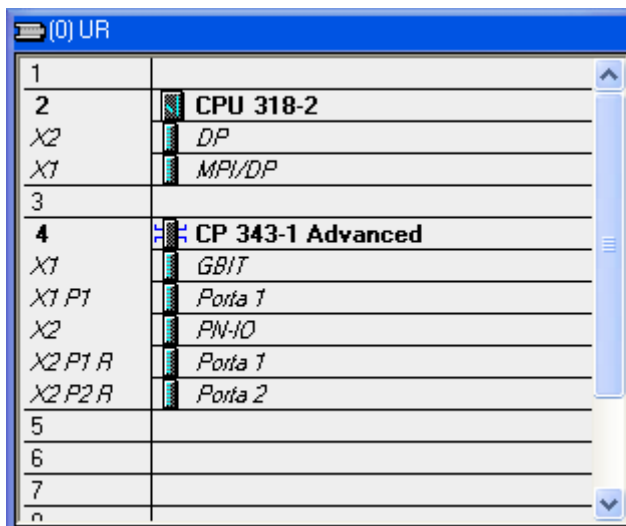 (0) UR
1
2 CPU 318-2
X2 DP
X1 MPI/DP
3
4 CP 343-1 Advanced
X1 GBIT
X1 P1 Porta 1
X2 PN-IO
X2 P1 R Porta 1
X2 P2 R Porta 2
5
6
7